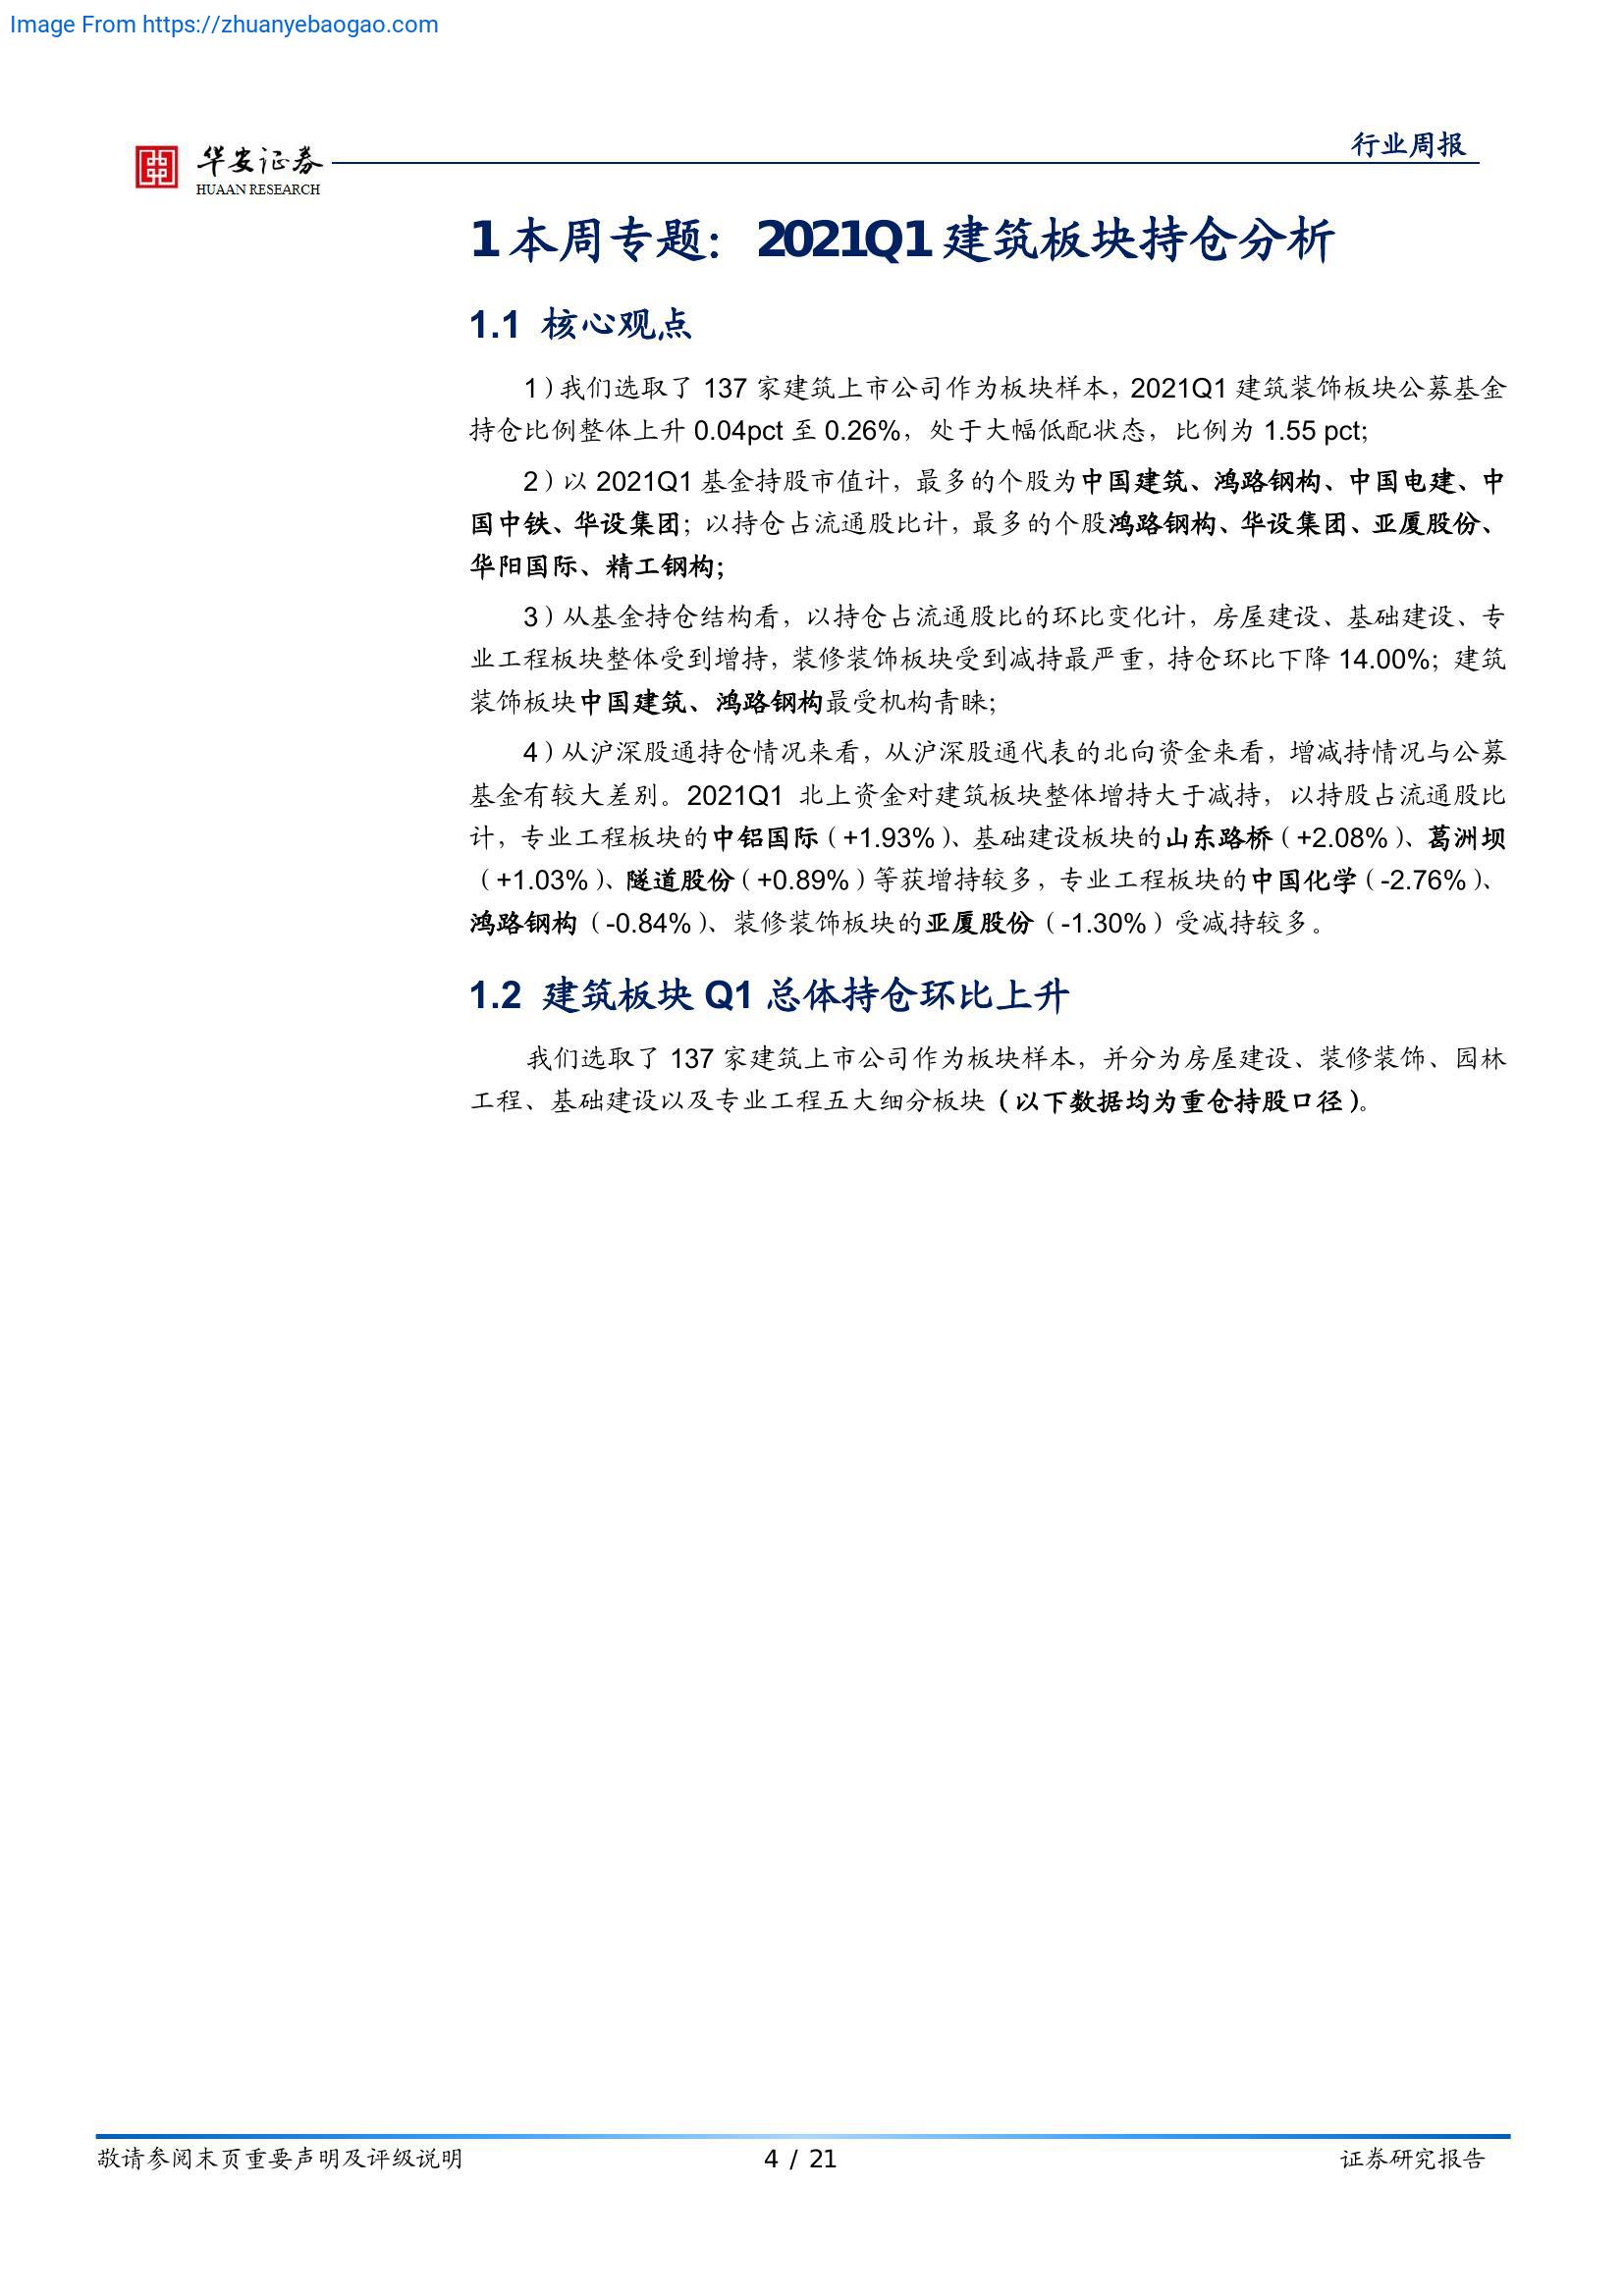 Image From https://zhuanyebaogao.com
华安证券
HUAAN RESEARCH
行业周报
1 本周专题：2021Q1 建筑板块持仓分析
1.1 核心观点
1）我们选取了 137 家建筑上市公司作为板块样本，2021Q1 建筑装饰板块公募基金
持仓比例整体上升 0.04pct 至 0.26%，处于大幅低配状态，比例为 1.55 pct;
2）以 2021Q1 基金持股市值计，最多的个股为中国建筑、鸿路钢构、中国电建、中
国中铁、华设集团；以持仓占流通股比计，最多的个股鸿路钢构、华设集团、亚厦股份、
华阳国际、精工钢构；
3）从基金持仓结构看，以持仓占流通股比的环比变化计，房屋建设、基础建设、专
业工程板块整体受到增持，装修装饰板块受到减持最严重，持仓环比下降 14.00%；建筑
装饰板块中国建筑、鸿路钢构最受机构青睐；
4）从沪深股通持仓情况来看，从沪深股通代表的北向资金来看，增减持情况与公募
基金有较大差别。2021Q1 北上资金对建筑板块整体增持大于减持，以持股占流通股比
计，专业工程板块的中铝国际（+1.93%）、基础建设板块的山东路桥（+2.08%）、葛洲坝
（+1.03%）、隧道股份（+0.89%）等获增持较多，专业工程板块的中国化学（-2.76%）、
鸿路钢构（-0.84%）、装修装饰板块的亚厦股份（-1.30%）受减持较多。
1.2 建筑板块 Q1 总体持仓环比上升
我们选取了 137 家建筑上市公司作为板块样本，并分为房屋建设、装修装饰、园林
工程、基础建设以及专业工程五大细分板块（以下数据均为重仓持股口径）。
敬请参阅末页重要声明及评级说明
4 / 21
证券研究报告